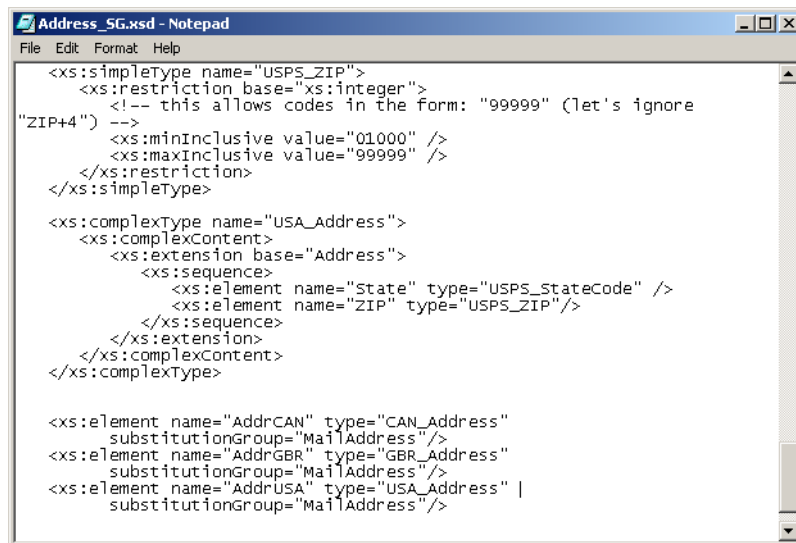 Address_SG.xsd - Notepad
File Edit Format Help
<xs:simpleType name="USPS_ZIP">
<xs:restriction base="xs:integer">
<!-- this allows codes in the form: "99999" (let's ignore
"ZIP+4") -->
<xs:minInclusive value="01000" />
<xs:maxInclusive value="99999" />
</xs:restriction>
</xs:simpleType>
<xs:complexType name="USA_Address">
<xs:complexContent>
<xs:extension base="Address">
<xs:sequence>
<xs:element name="State" type="USPS_StateCode" />
<xs:element name="ZIP" type="USPS_ZIP"/>
</xs:sequence>
</xs:extension>
</xs:complexContent>
</xs:complexType>
<xs:element name="AddrCAN" type="CAN_Address"
substitutionGroup="MailAddress"/>
<xs:element name="AddrGBR" type="GBR_Address"
substitutionGroup="MailAddress"/>
<xs:element name="AddrUSA" type="USA_Address"
substitutionGroup="MailAddress"/>